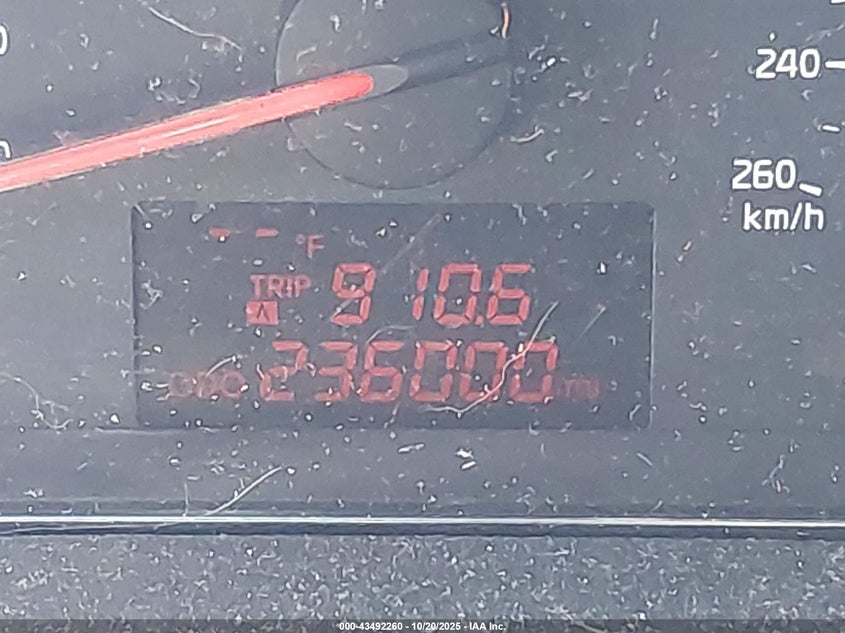 240
260
km/h
-- °F
TRIP 910.6
A
ODO 236000 mi
000-43492260 - 10/20/2025 - IAA Inc.